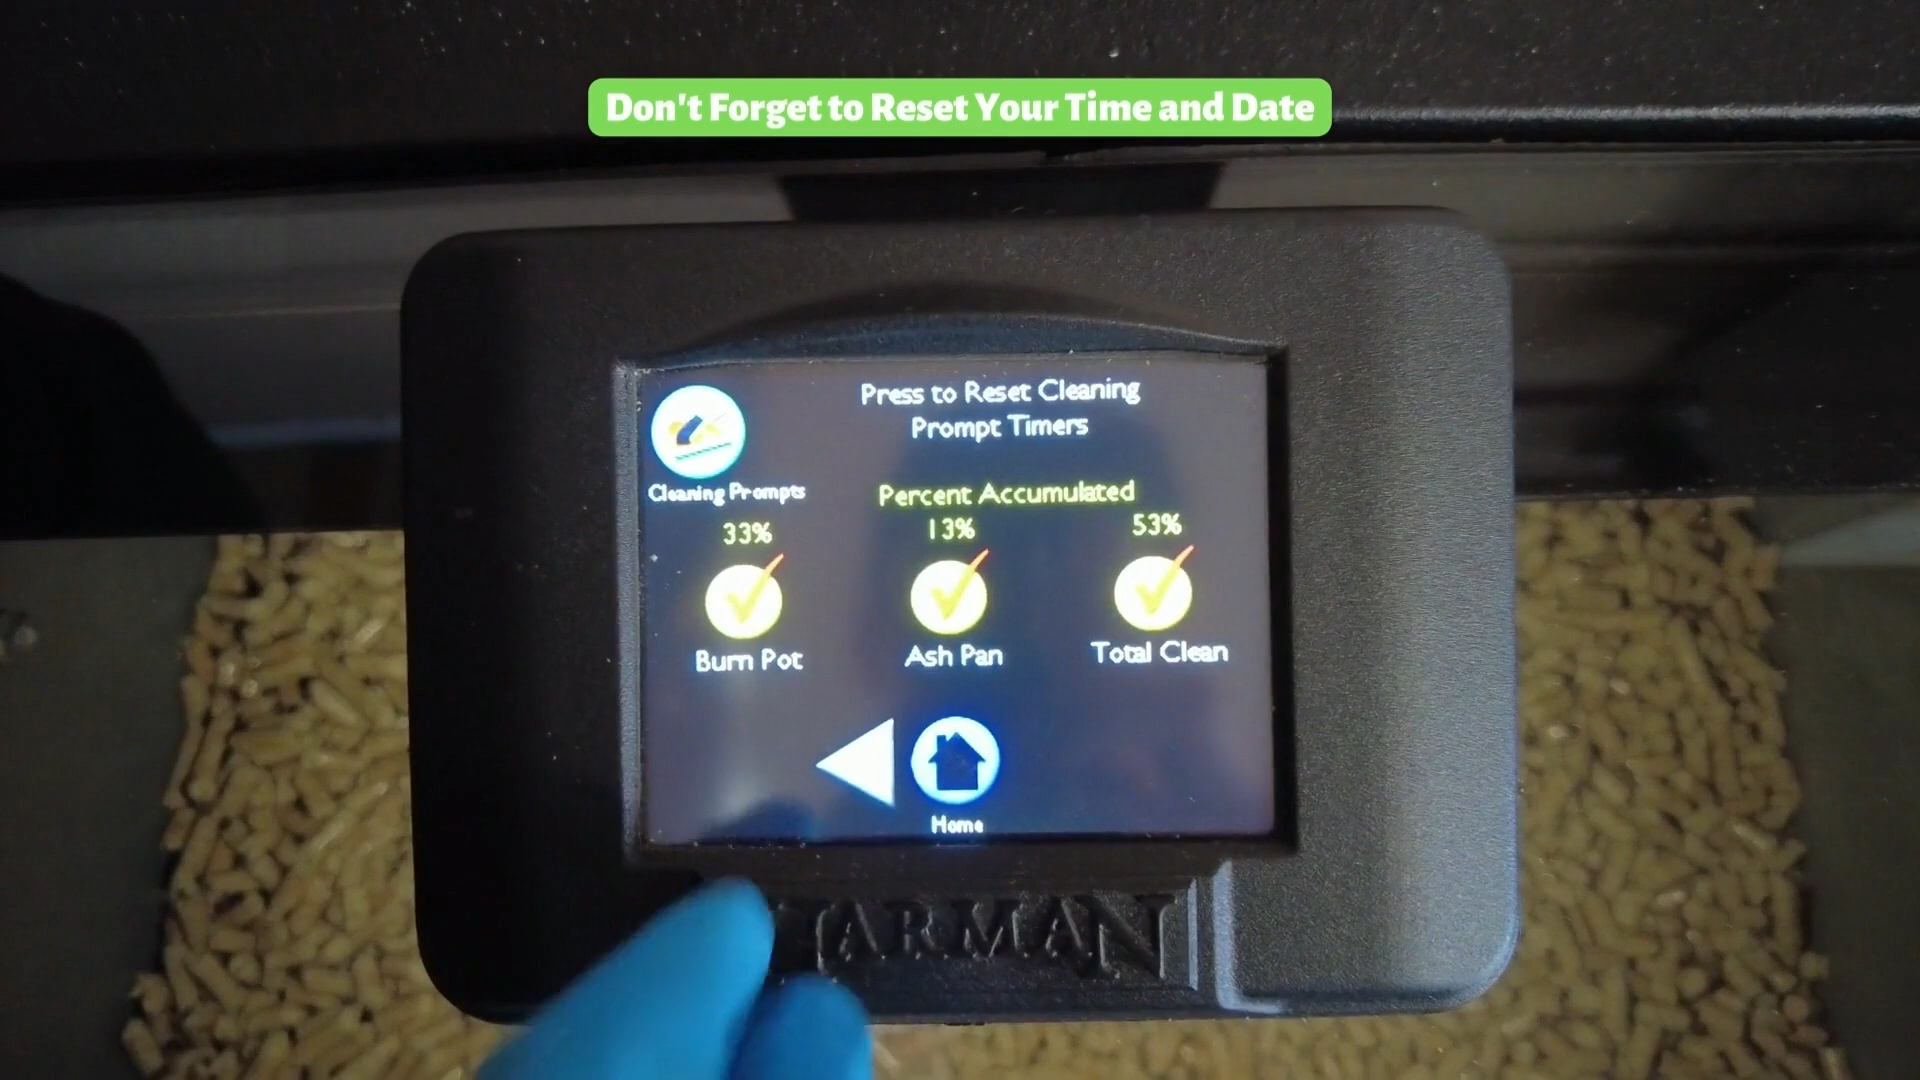 Don't Forget to Reset Your Time and Date
Press to Reset Cleaning
Prompt Timers
Cleaning Prompts
Percent Accumulated
33%
13%
53%
Burn Pot
Ash Pan
Total Clean
Home
HARMAN